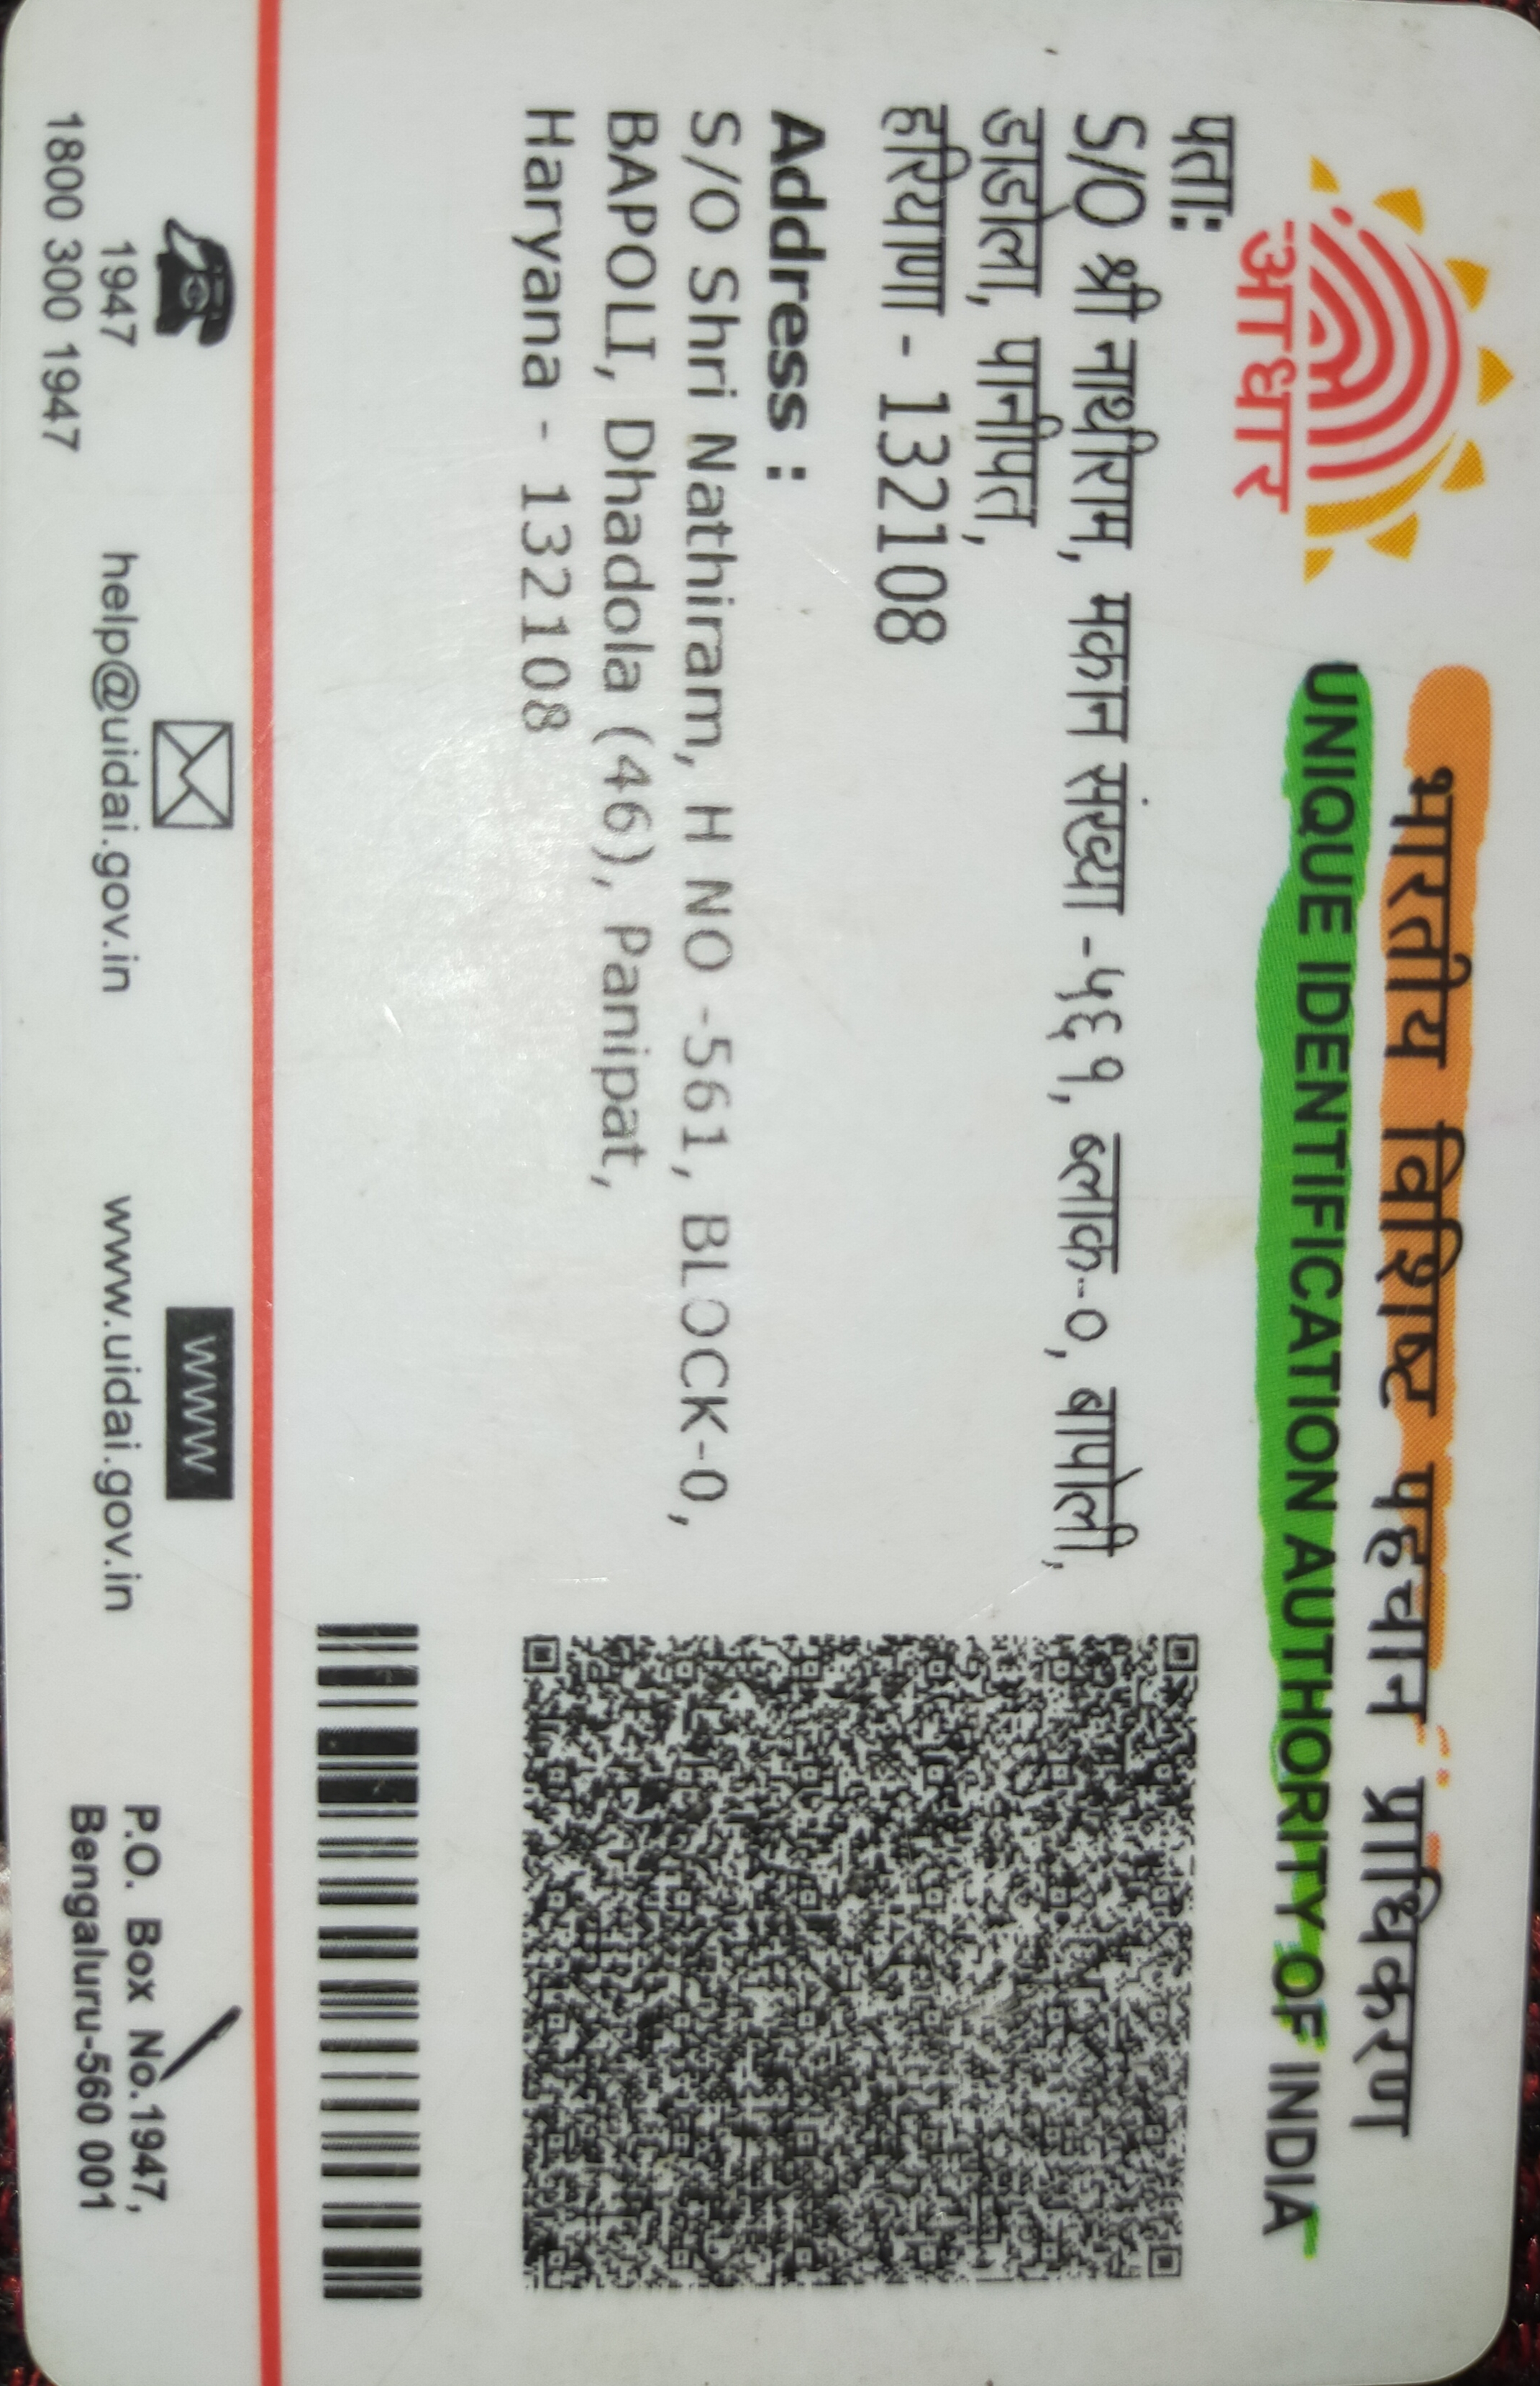 भारतीय विशिष्ट पहचान प्राधिकरण
UNIQUE IDENTIFICATION AUTHORITY OF INDIA
आधार
पता:
S/O श्री नाथीराम, मकान संख्या -५६१, ब्लाक-०, बापोली,
डाडोला, पानीपत,
हरियाणा - 132108
Address :
S/O Shri Nathiram, H NO -561, BLOCK-0,
BAPOLI, Dhadola (46), Panipat,
Haryana - 132108
1947
1800 300 1947
help@uidai.gov.in
www
www.uidai.gov.in
P.O. Box No.1947,
Bengaluru-560 001